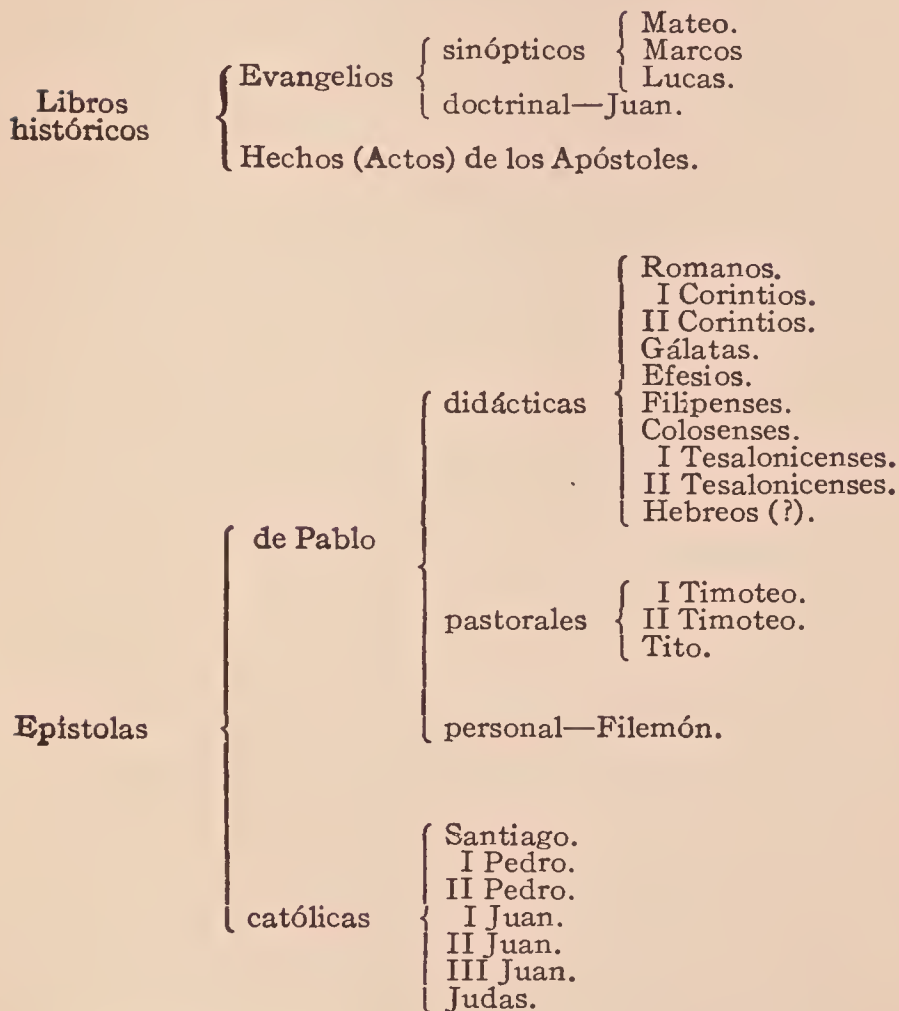 Mateo.
sinópticos Marcos
Evangelios Lucas.
Libros históricos doctrinal—Juan.
Hechos (Actos) de los Apóstoles.
Romanos.
I Corintios.
II Corintios.
Gálatas.
Efesios.
didácticas Filipenses.
Colosenses.
I Tesalonicenses.
II Tesalonicenses.
Hebreos (?).
de Pablo
I Timoteo.
pastorales II Timoteo.
Tito.
Epístolas personal—Filemón.
Santiago.
I Pedro.
II Pedro.
católicas I Juan.
II Juan.
III Juan.
Judas.